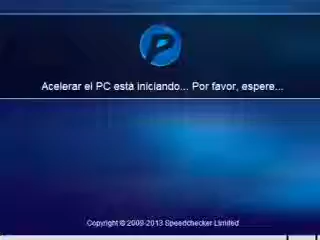 Acelerar el PC está iniciando... Por favor, espere...
Copyright © 2009-2013 Speedchecker Limited